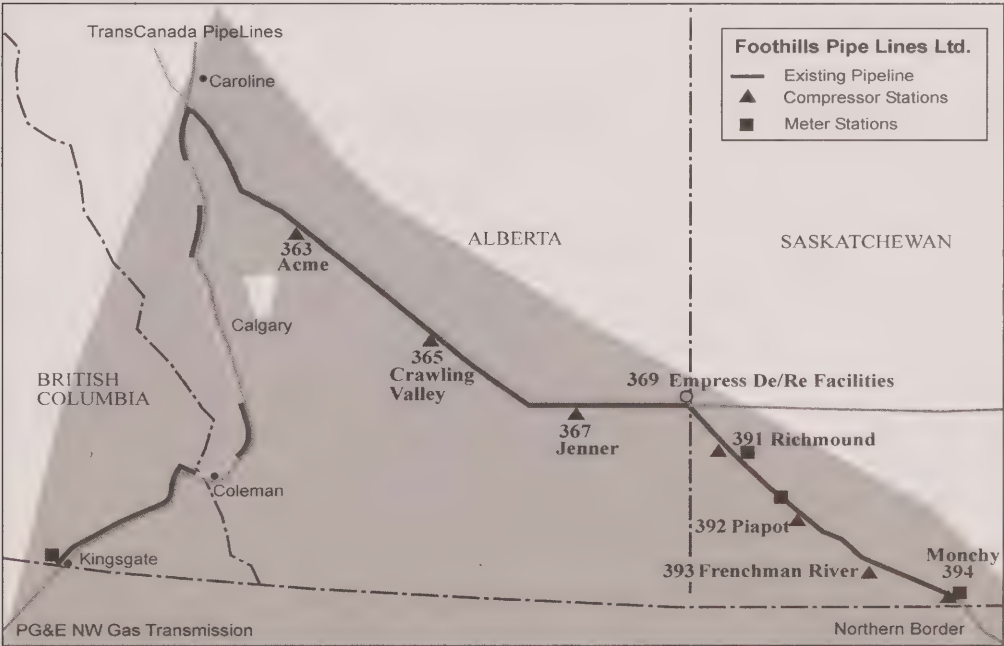 TransCanada PipeLines
Caroline
Foothills Pipe Lines Ltd.
Existing Pipeline
Compressor Stations
Meter Stations
363
Acme
ALBERTA
SASKATCHEWAN
Calgary
365
Crawling
Valley
BRITISH
COLUMBIA
369 Empress De/Re Facilities
367
Jenner
391 Richmound
Coleman
392 Piapot
Kingsgate
393 Frenchman River
Monchy
394
PG&E NW Gas Transmission
Northern Border